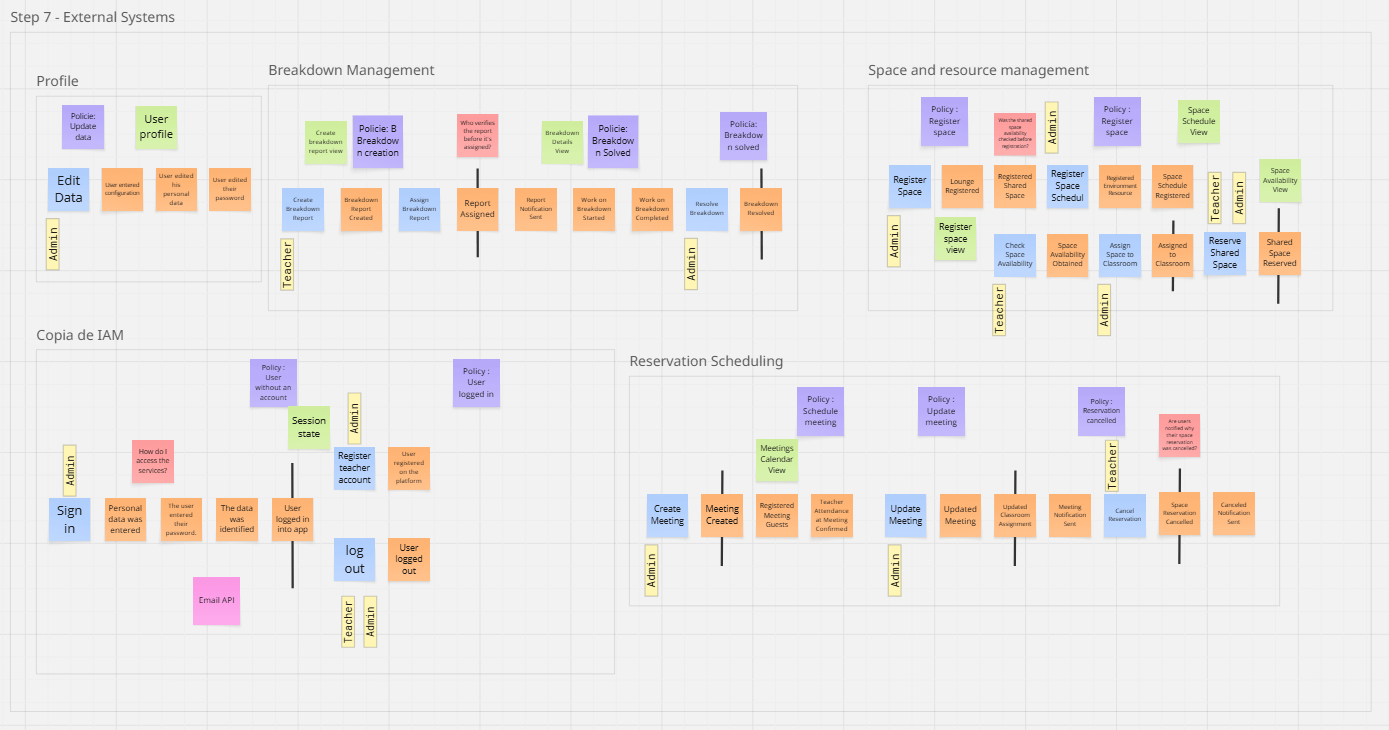 Step 7 - External Systems
Profile
Policie:
Update
data
User
profile
Edit
Data
User entered
configuration
User edited
his
personal
data
User edited
their
password
Admin
Breakdown Management
Create
breakdown
report view
Policie: B
Breakdow
n creation
Who verifies
the report
before it's
assigned?
Breakdown
Details
View
Policie:
Breakdow
n Solved
Policia:
Breakdow
n solved
Create
Breakdown
Report
Breakdown
Report
Created
Assign
Breakdown
Report
Report
Assigned
Report
Notification
Sent
Work on
Breakdown
Started
Work on
Breakdown
Completed
Resolve
Breakdown
Breakdown
Resolved
Teacher
Admin
Space and resource management
Policy :
Register
space
Was the shared
space
availability
checked before
registration?
Admin
Policy :
Register
space
Space
Schedule
View
Register
Space
Lounge
Registered
Registered
Shared
Space
Register
Space
Schedul
Registered
Environment
Resource
Space
Schedule
Registered
Teacher
Admin
Space
Availability
View
Admin
Register
space
view
Check
Space
Availability
Space
Availability
Obtained
Assign
Space to
Classroom
Assigned
to
Classroom
Reserve
Shared
Space
Shared
Space
Reserved
Teacher
Admin
Copia de IAM
Policy :
User
without an
account
Policy :
User
logged in
Session
state
Admin
Admin
How do I
access the
services?
Register
teacher
account
User
registered
on the
platform
Sign
in
Personal
data was
entered
The user
entered
their
password.
The data
was
identified
User
logged in
into app
log
out
User
logged
out
Email API
Teacher
Admin
Reservation Scheduling
Policy :
Schedule
meeting
Policy :
Update
meeting
Policy :
Reservation
cancelled
Are users
notified why
their space
reservation
was cancelled?
Meetings
Calendar
View
Teacher
Create
Meeting
Meeting
Created
Registered
Meeting
Guests
Teacher
Attendance
at Meeting
Confirmed
Update
Meeting
Updated
Meeting
Updated
Classroom
Assignment
Meeting
Notification
Sent
Cancel
Reservation
Space
Reservation
Cancelled
Canceled
Notification
Sent
Admin
Admin